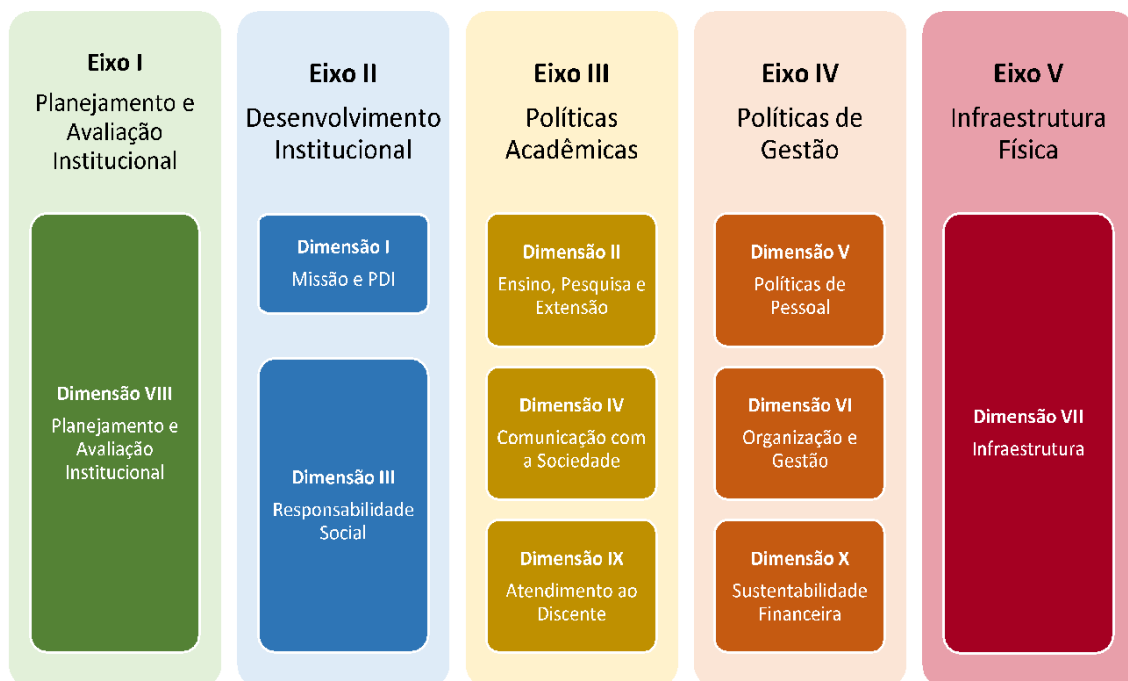 Eixo I
Planejamento e
Avaliação
Institucional
Dimensão VIII
Planejamento e
Avaliação
Institucional
Eixo II
Desenvolvimento
Institucional
Dimensão I
Missão e PDI
Dimensão III
Responsabilidade
Social
Eixo III
Políticas
Acadêmicas
Dimensão II
Ensino, Pesquisa e
Extensão
Dimensão IV
Comunicação com
a Sociedade
Dimensão IX
Atendimento ao
Discente
Eixo IV
Políticas de
Gestão
Dimensão V
Políticas de
Pessoal
Dimensão VI
Organização e
Gestão
Dimensão X
Sustentabilidade
Financeira
Eixo V
Infraestrutura
Física
Dimensão VII
Infraestrutura